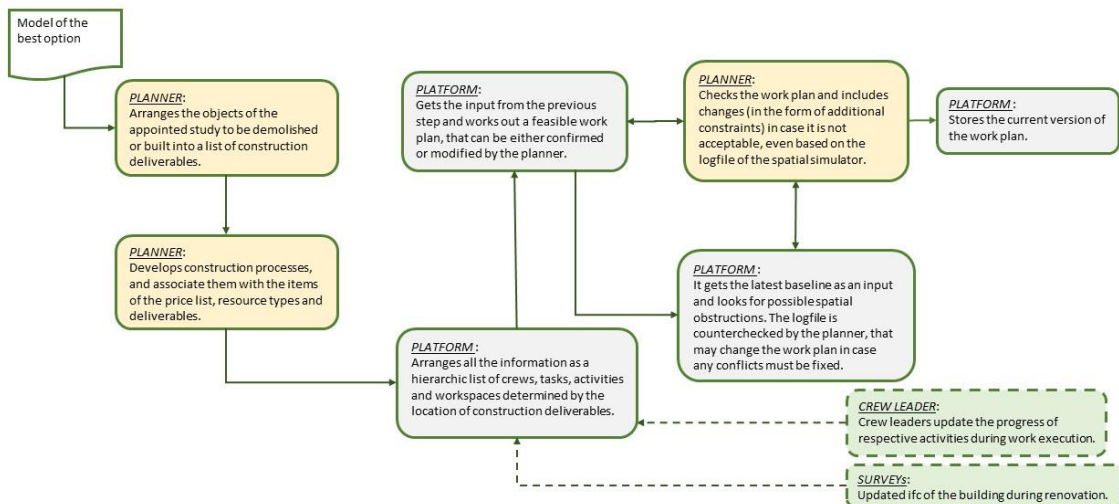 Model of the
best option
PLANNER:
Arranges the objects of the
appointed study to be demolished
or built into a list of construction
deliverables.
PLANNER:
Develops construction processes,
and associate them with the items
of the price list, resource types and
deliverables.
PLATFORM:
Gets the input from the previous
step and works out a feasible work
plan, that can be either confirmed
or modified by the planner.
PLATFORM :
Arranges all the information as a
hierarchic list of crews, tasks, activities
and workspaces determined by the
location of construction deliverables.
PLANNER:
Checks the work plan and includes
changes (in the form of additional
constraints) in case it is not
acceptable, even based on the
logfile of the spatial simulator.
PLATFORM :
It gets the latest baseline as an input
and looks for possible spatial
obstructions. The logfile is
counterchecked by the planner, that
may change the work plan in case
any conflicts must be fixed.
PLATFORM :
Stores the current version of
the work plan.
CREW LEADER:
Crew leaders update the progress of
respective activities during work execution.
SURVEYs:
Updated ifc of the building during renovation.